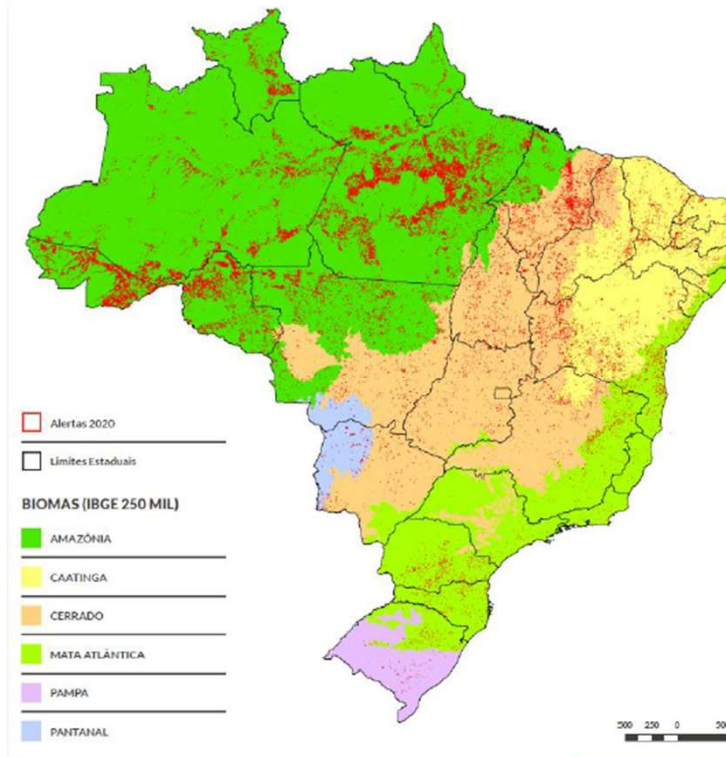 Alertas 2020
Limites Estaduais
BIOMAS (IBGE 250 MIL)
AMAZÔNIA
CAATINGA
CERRADO
MATA ATLÂNTICA
PAMPA
PANTANAL
500 250 0